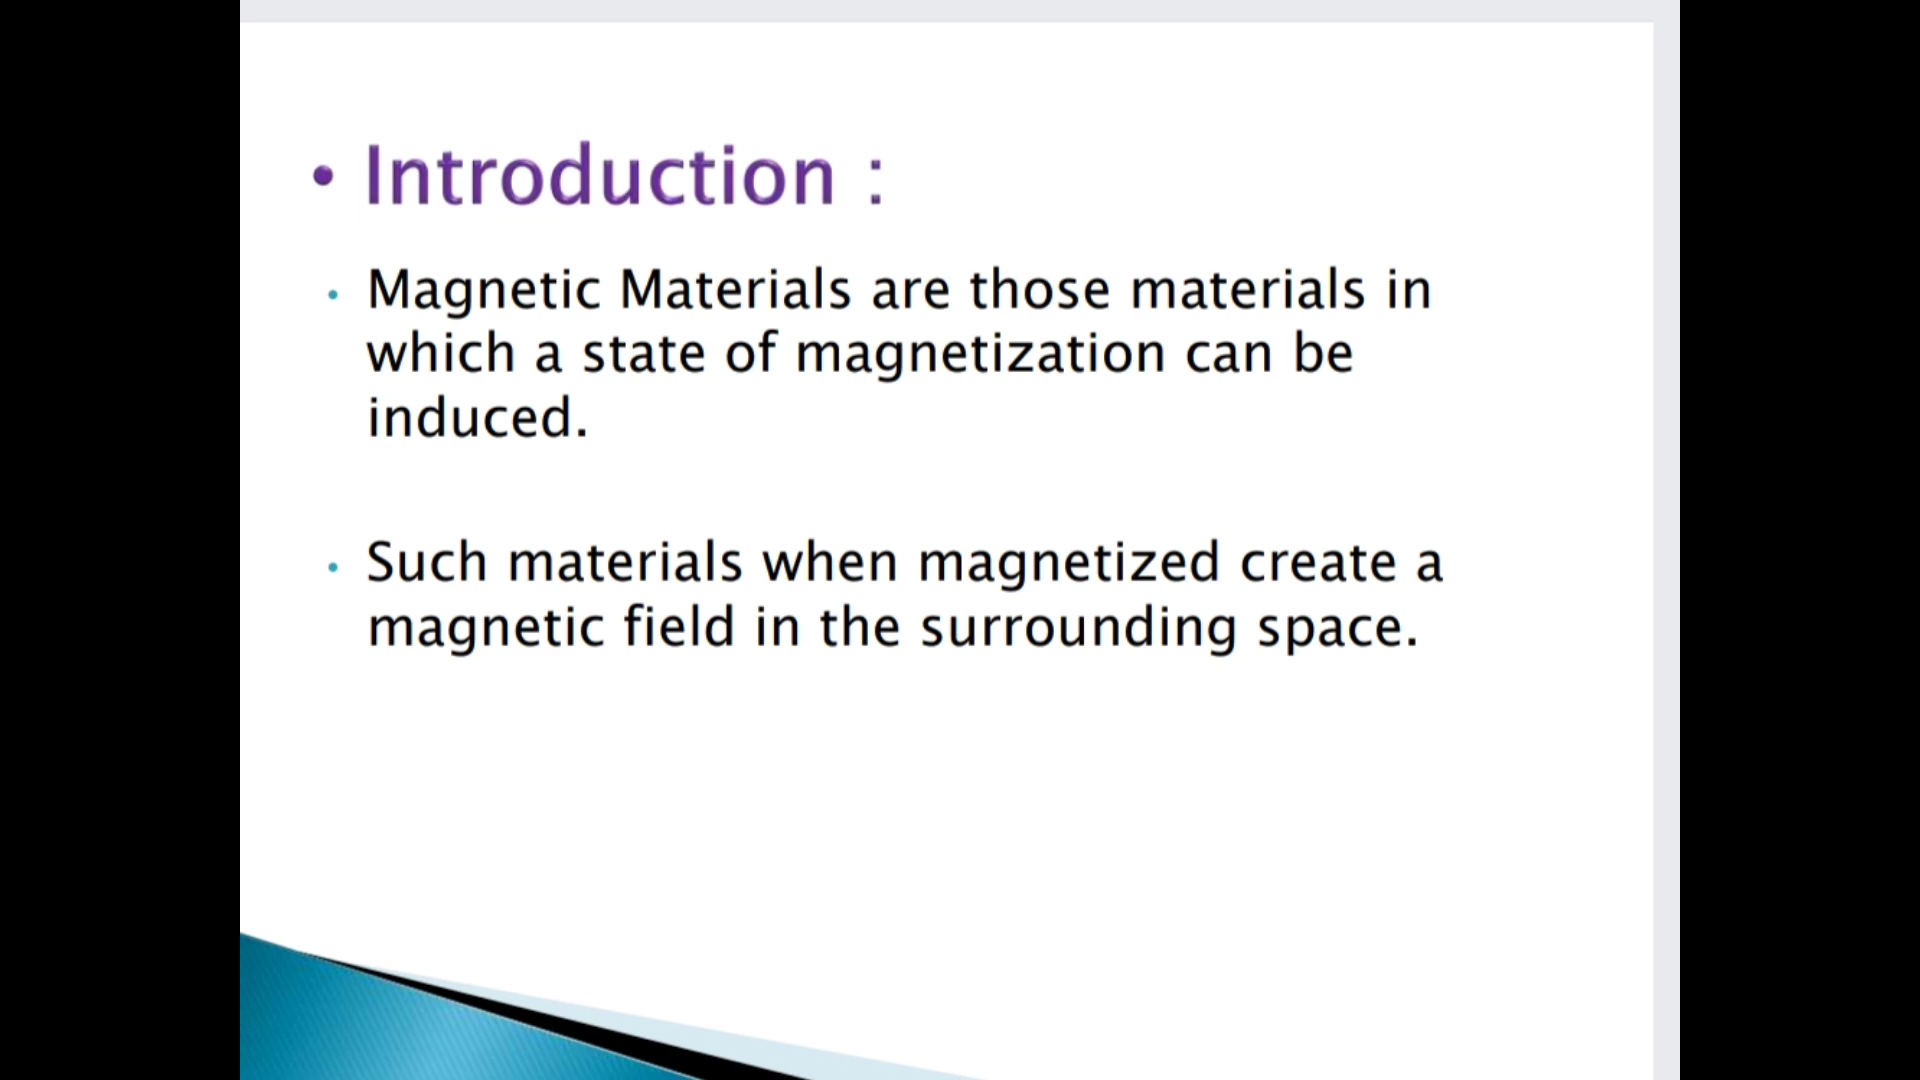 • Introduction :
• Magnetic Materials are those materials in
which a state of magnetization can be
induced.
• Such materials when magnetized create a
magnetic field in the surrounding space.